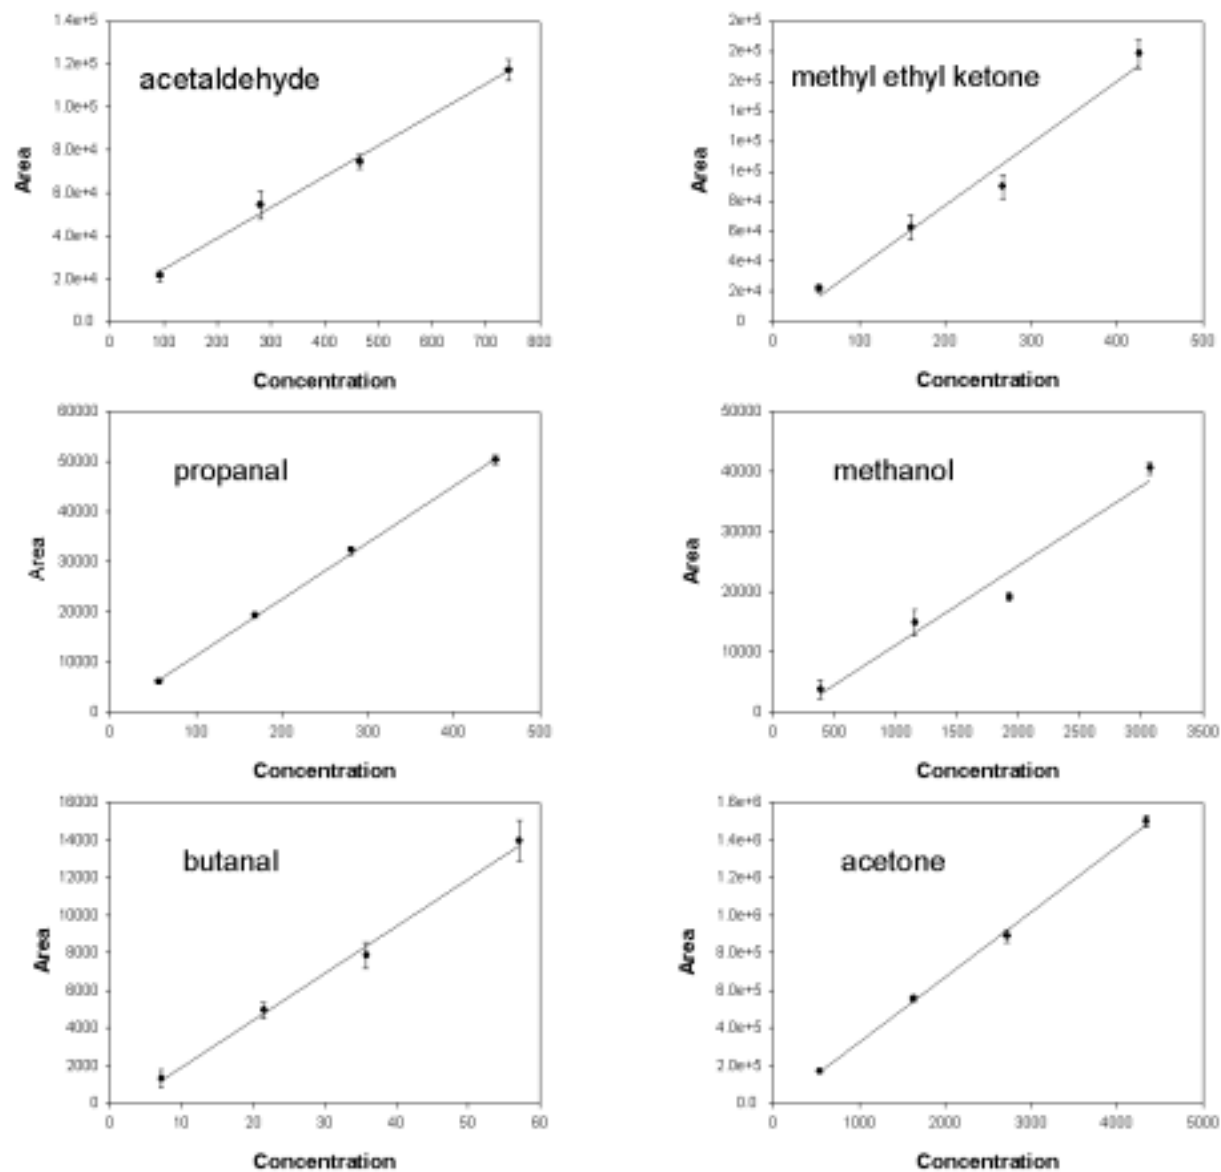 1.4e+5
1.2e+5
1.0e+5
8.0e+4
6.0e+4
4.0e+4
2.0e+4
0.0
Area
acetaldehyde
0 100 200 300 400 500 600 700 800
Concentration
2e+5
2e+5
2e+5
1e+5
1e+5
1e+5
8e+4
6e+4
4e+4
2e+4
0
Area
methyl ethyl ketone
0 100 200 300 400 500
Concentration
60000
50000
40000
30000
20000
10000
0
Area
propanal
0 100 200 300 400 500
Concentration
50000
40000
30000
20000
10000
0
Area
methanol
0 500 1000 1500 2000 2500 3000 3500
Concentration
16000
14000
12000
10000
8000
6000
4000
2000
0
Area
butanal
0 10 20 30 40 50 60
Concentration
1.6e+6
1.4e+6
1.2e+6
1.0e+6
8.0e+5
6.0e+5
4.0e+5
2.0e+5
0.0
Area
acetone
0 1000 2000 3000 4000 5000
Concentration